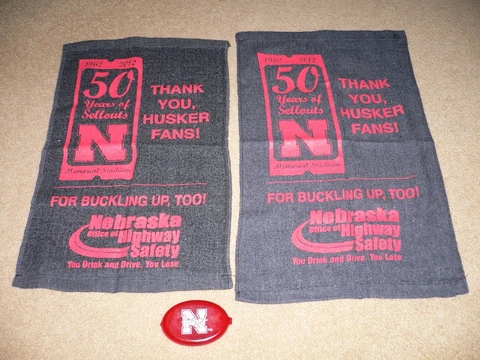 1962 2012
50
Years of
Sellouts
N
Memorial Stadium
THANK
YOU,
HUSKER
FANS!
FOR BUCKLING UP, TOO!
Nebraska
Office of
Highway
Safety
You Drink and Drive. You Lose
1962 2012
50
Years of
Sellouts
N
Memorial Stadium
THANK
YOU,
HUSKER
FANS!
FOR BUCKLING UP, TOO!
Nebraska
Office of
Highway
Safety
You Drink and Drive. You Lose
N